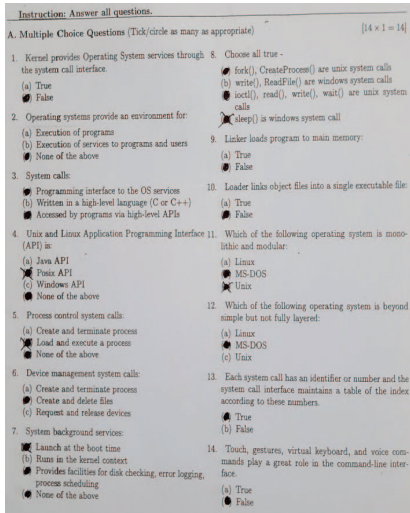 Instruction: Answer all questions.
A. Multiple Choice Questions (Tick/circle as many as appropriate) [14 × 1 = 14]
1. Kernel provides Operating System services through
the system call interface.
(a) True
False
2. Operating systems provide an environment for:
(a) Execution of programs
(b) Execution of services to programs and users
None of the above
3. System calls:
Programming interface to the OS services
(b) Written in a high-level language (C or C++)
Accessed by programs via high-level APIs
4. Unix and Linux Application Programming Interface
(API) is:
(a) Java API
Posix API
(c) Windows API
None of the above
5. Process control system calls:
(a) Create and terminate process
Load and execute a process
None of the above
6. Device management system calls:
(a) Create and terminate process
Create and delete files
(c) Request and release devices
7. System background services:
Launch at the boot time
(b) Runs in the kernel context
Provides facilities for disk checking, error logging,
process scheduling
None of the above
8. Choose all true -
fork(), CreateProcess() are unix system calls
(b) write(), ReadFile() are windows system calls
ioctl(), read(), write(), wait() are unix system
calls
sleep() is windows system call
9. Linker loads program to main memory:
(a) True
False
10. Loader links object files into a single executable file:
(a) True
False
11. Which of the following operating system is mono-
lithic and modular:
(a) Linux
MS-DOS
Unix
12. Which of the following operating system is beyond
simple but not fully layered:
(a) Linux
MS-DOS
(c) Unix
13. Each system call has an identifier or number and the
system call interface maintains a table of the index
according to these numbers.
True
(b) False
14. Touch, gestures, virtual keyboard, and voice com-
mands play a great role in the command-line inter-
face.
(a) True
False